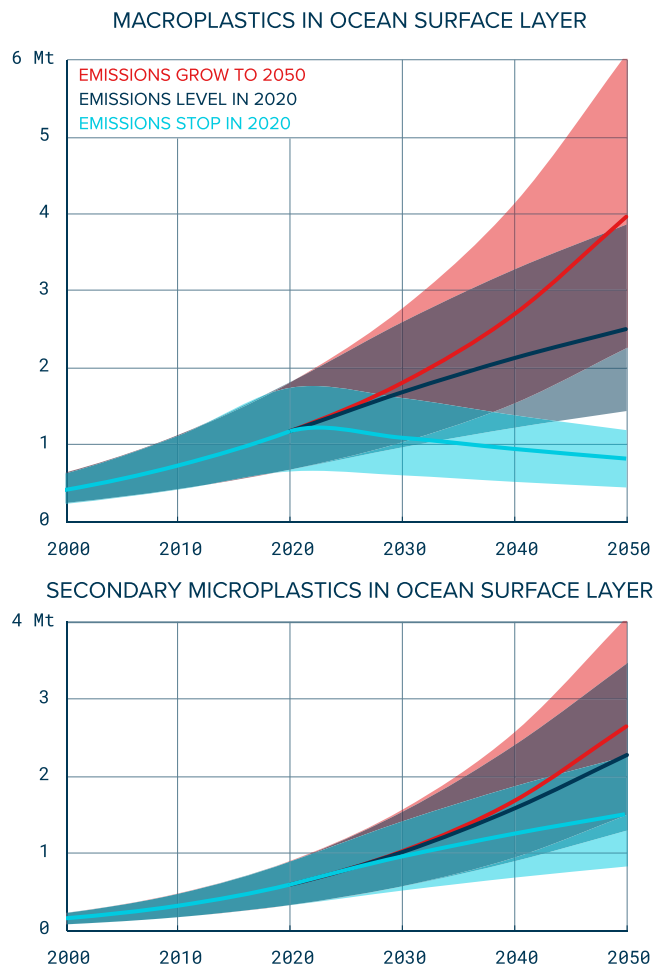 MACROPLASTICS IN OCEAN SURFACE LAYER
6 Mt
EMISSIONS GROW TO 2050
EMISSIONS LEVEL IN 2020
EMISSIONS STOP IN 2020
5
4
3
2
1
0
2000 2010 2020 2030 2040 2050
SECONDARY MICROPLASTICS IN OCEAN SURFACE LAYER
4 Mt
3
2
1
0
2000 2010 2020 2030 2040 2050